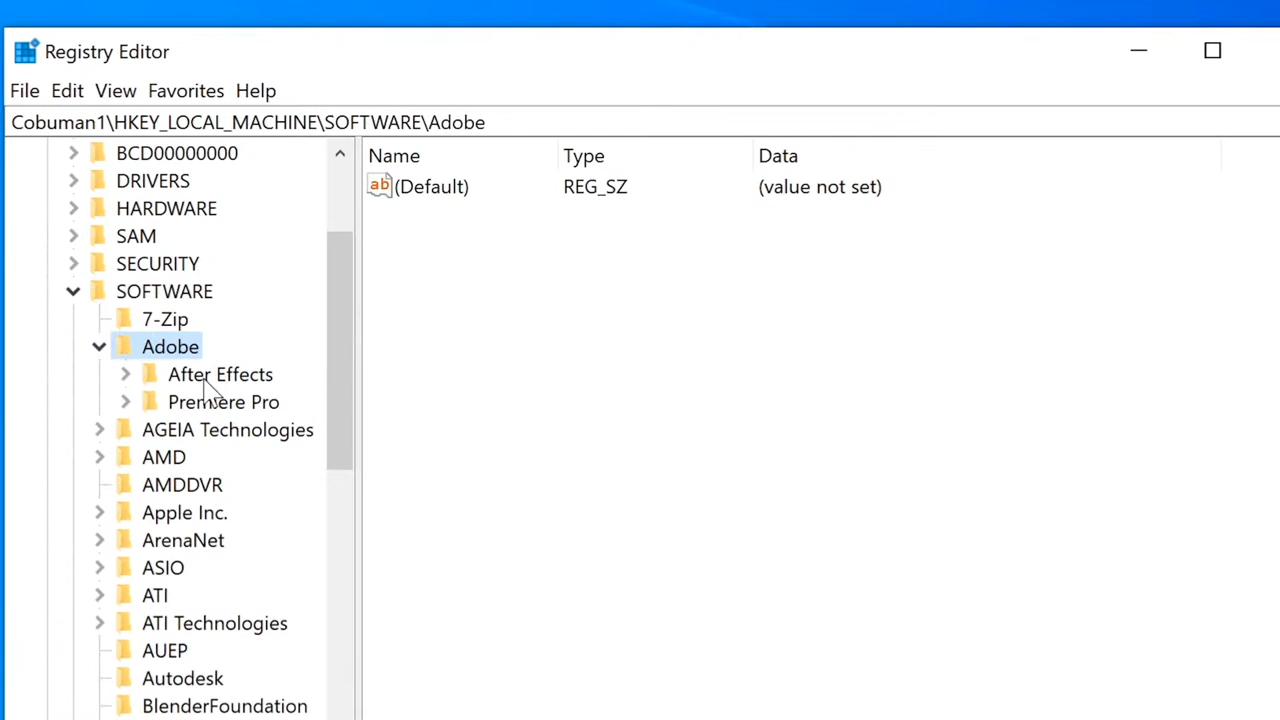 Registry Editor
File Edit View Favorites Help
Cobuman1\HKEY_LOCAL_MACHINE\SOFTWARE\Adobe
BCD00000000
DRIVERS
HARDWARE
SAM
SECURITY
SOFTWARE
7-Zip
Adobe
After Effects
Premiere Pro
AGEIA Technologies
AMD
AMDDVR
Apple Inc.
ArenaNet
ASIO
ATI
ATI Technologies
AUEP
Autodesk
BlenderFoundation
Name Type Data
ab (Default) REG_SZ (value not set)